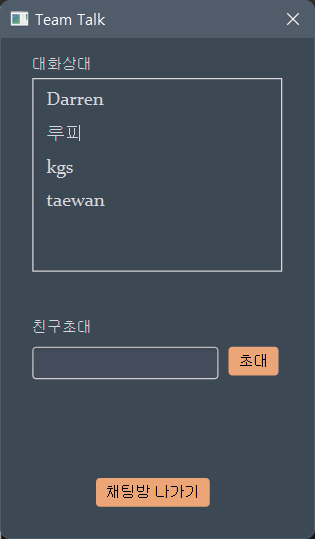 Team Talk
대화상대
Darren
루피
kgs
taewan
친구초대
초대
채팅방 나가기